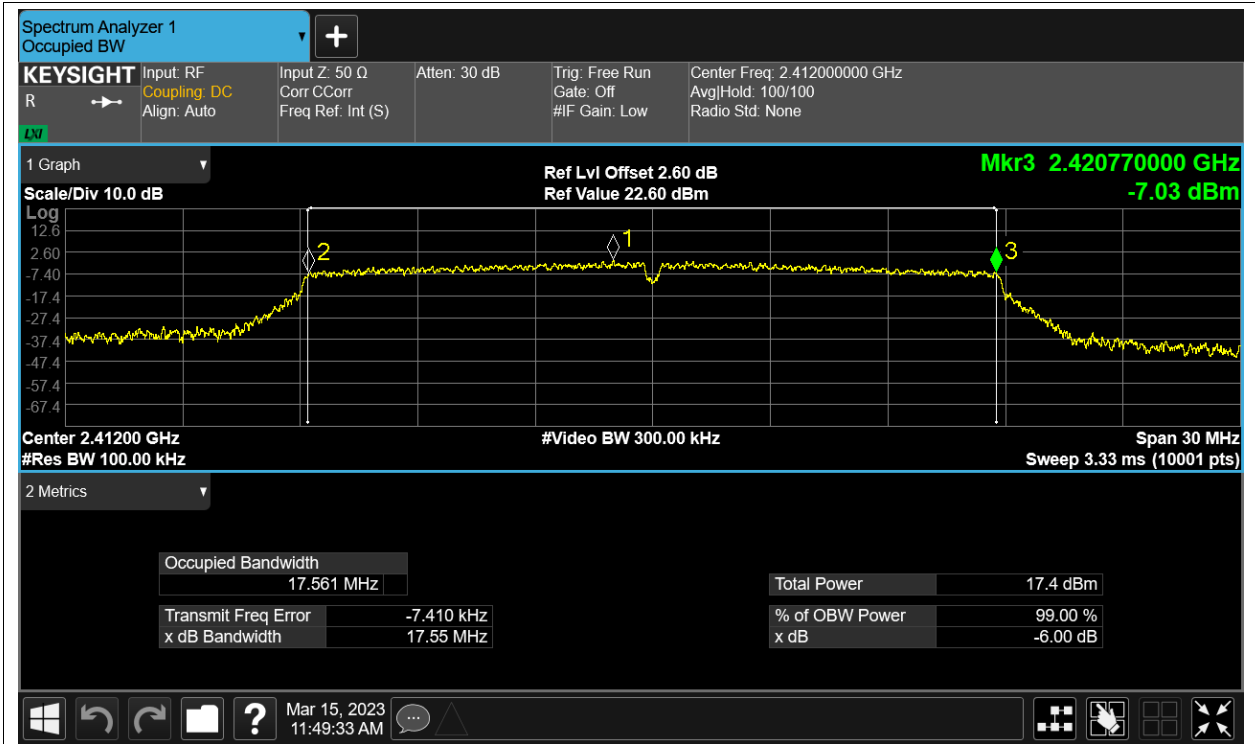 Spectrum Analyzer 1
Occupied BW
KEYSIGHT
R
LXI
Input: RF
Coupling: DC
Align: Auto
Input Z: 50 Ω
Corr CCorr
Freq Ref: Int (S)
Atten: 30 dB
Trig: Free Run
Gate: Off
#IF Gain: Low
Center Freq: 2.412000000 GHz
Avg|Hold: 100/100
Radio Std: None
1 Graph
Ref Lvl Offset 2.60 dB
Mkr3 2.420770000 GHz
Scale/Div 10.0 dB
Ref Value 22.60 dBm
-7.03 dBm
Log
12.6
2.60
-7.40
-17.4
-27.4
-37.4
-47.4
-57.4
-67.4
2
1
3
Center 2.41200 GHz
#Video BW 300.00 kHz
Span 30 MHz
#Res BW 100.00 kHz
Sweep 3.33 ms (10001 pts)
2 Metrics
Occupied Bandwidth
17.561 MHz
Transmit Freq Error -7.410 kHz
x dB Bandwidth 17.55 MHz
Total Power 17.4 dBm
% of OBW Power 99.00 %
x dB -6.00 dB
Mar 15, 2023
11:49:33 AM